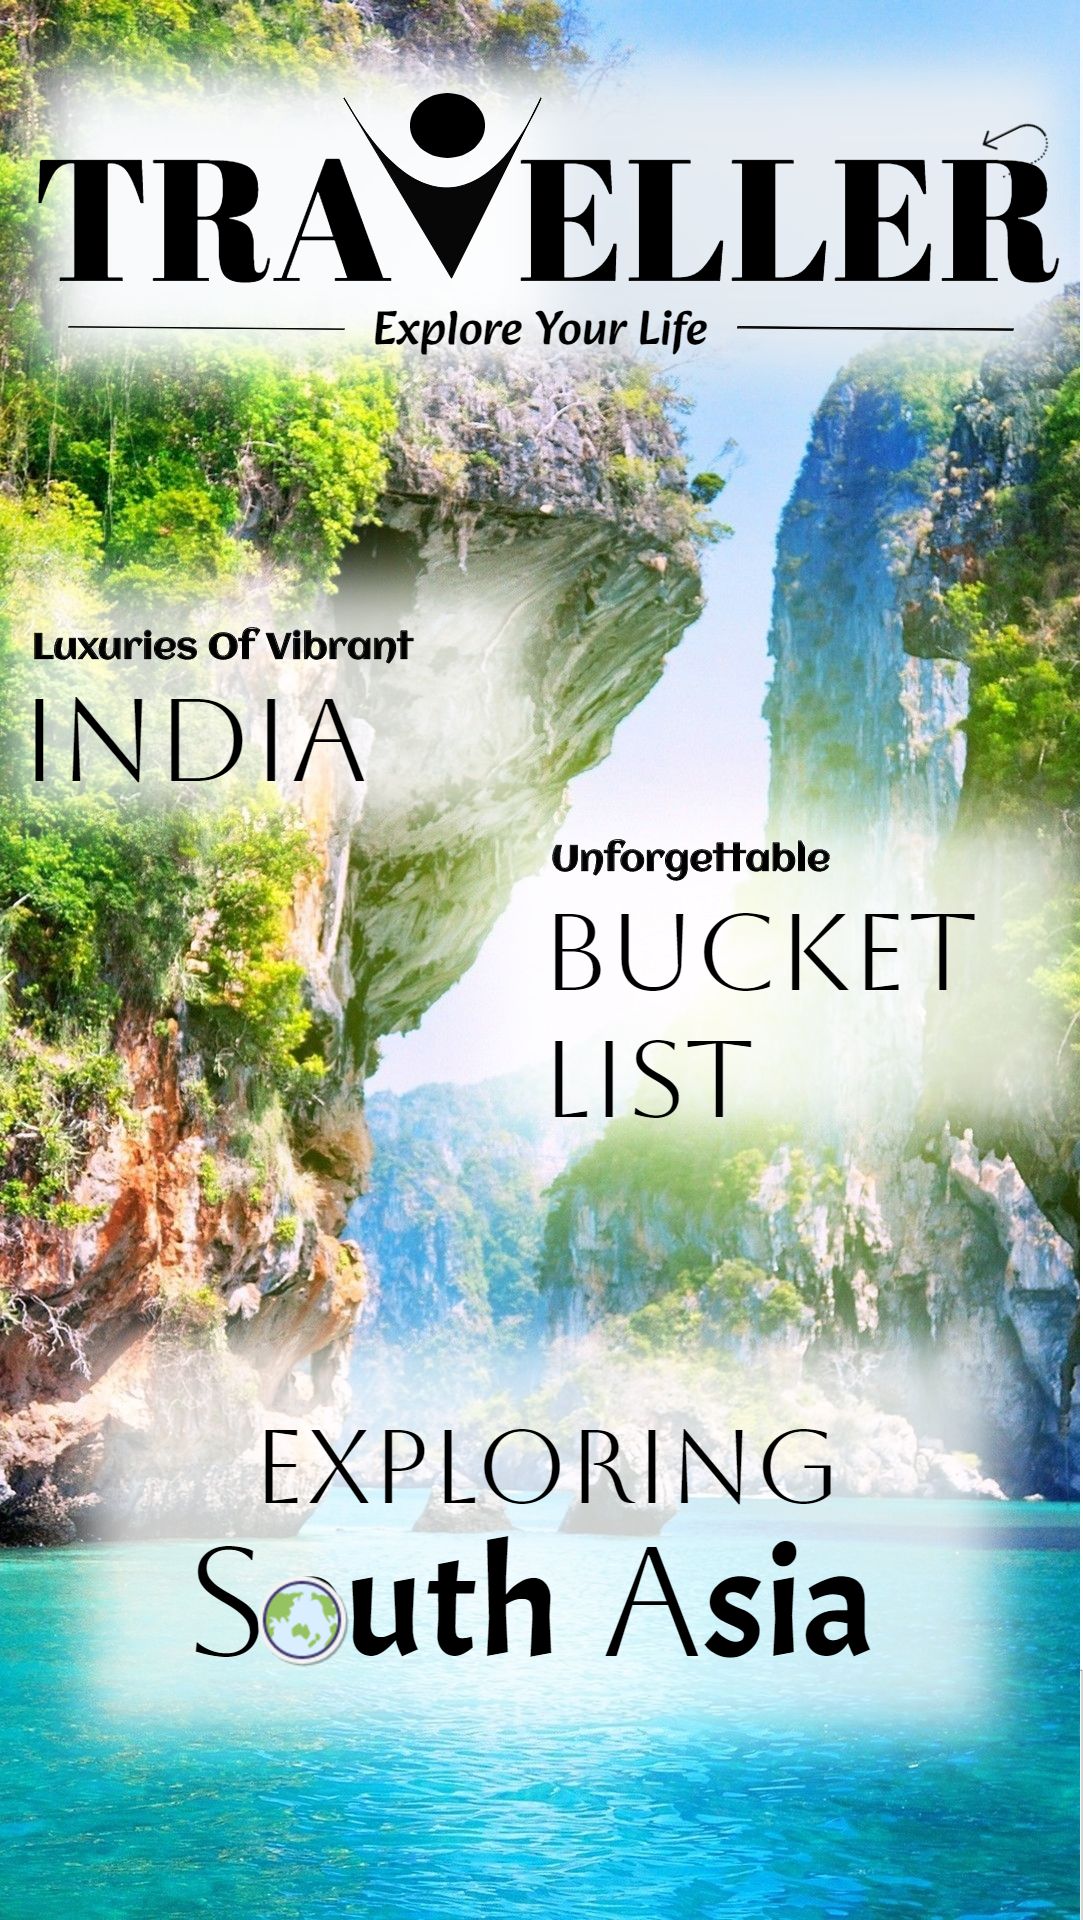 TRAVELLER
Explore Your Life
Luxuries Of Vibrant
INDIA
Unforgettable
BUCKET
LIST
EXPLORING
South Asia